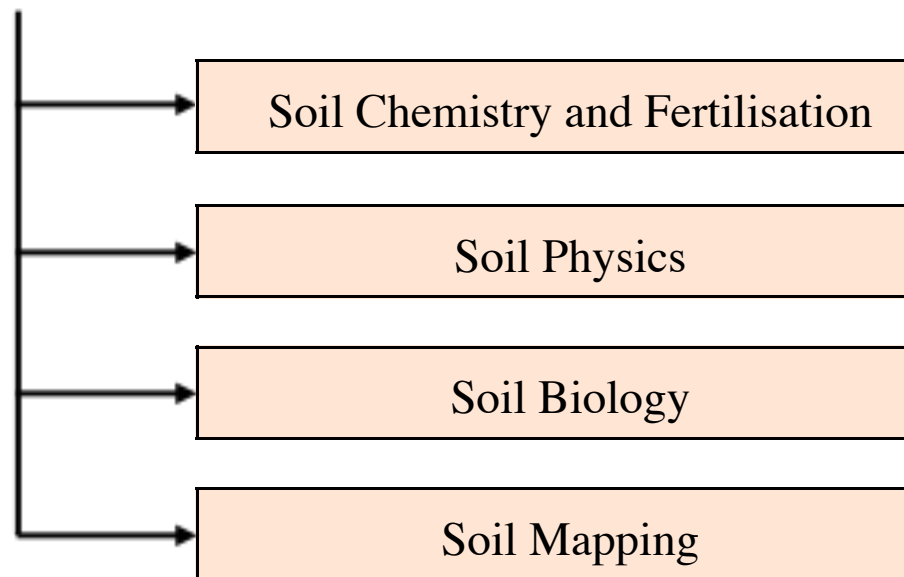 Soil Chemistry and Fertilisation
Soil Physics
Soil Biology
Soil Mapping